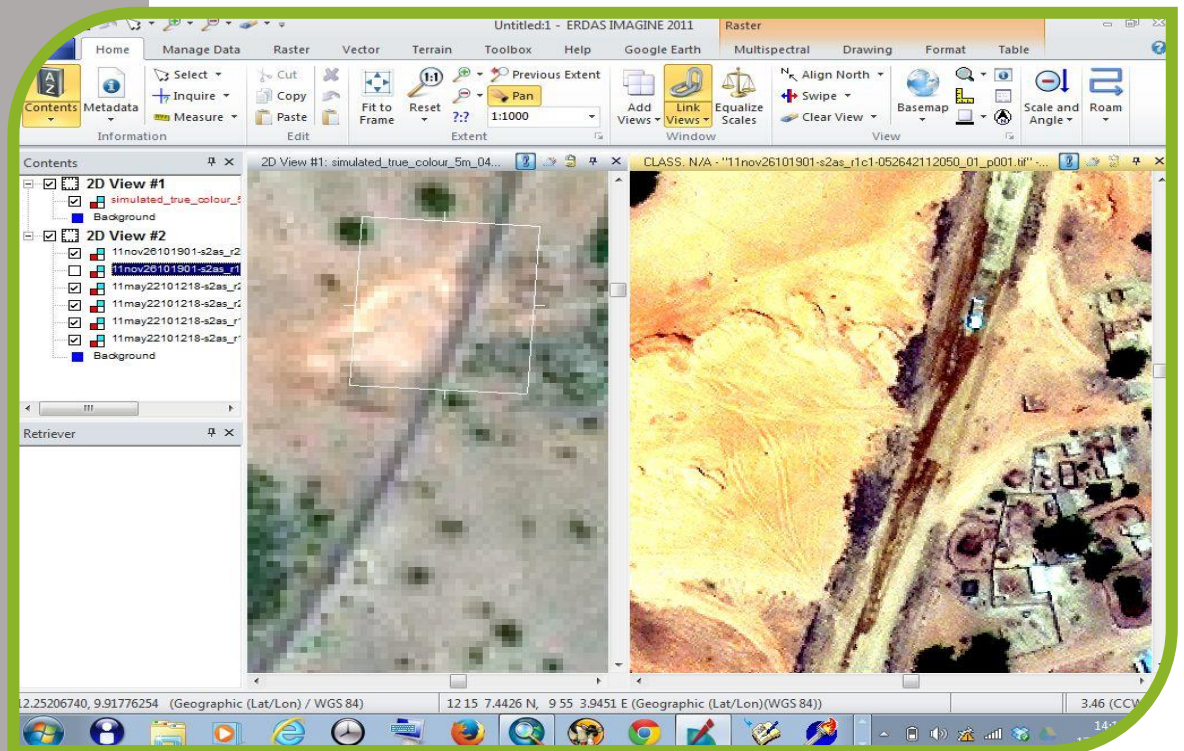 Untitled:1 - ERDAS IMAGINE 2011 Raster
Home Manage Data Raster Vector Terrain Toolbox Help Google Earth Multispectral Drawing Format Table
Contents Metadata Select Inquire Measure Information
Cut Copy Paste Edit
Fit to Frame 1:1 Reset ?:? Previous Extent Pan 1:1000 Extent
Add Views Link Views Equalize Scales Window
Align North Swipe Clear View Basemap View
Scale and Angle Roam
Contents
2D View #1
simulated_true_colour_5
Background
2D View #2
11nov26101901-s2as_r2
11nov26101901-s2as_r1
11may22101218-s2as_r2
11may22101218-s2as_r2
11may22101218-s2as_r1
11may22101218-s2as_r1
Background
Retriever
2D View #1: simulated_true_colour_5m_04...
CLASS. N/A - "11nov26101901-s2as_r1c1-052642112050_01_p001.tif" -...
12.25206740, 9.91776254 (Geographic (Lat/Lon) / WGS 84) 12 15 7.4426 N, 9 55 3.9451 E (Geographic (Lat/Lon)(WGS 84)) 3.46 (CCW